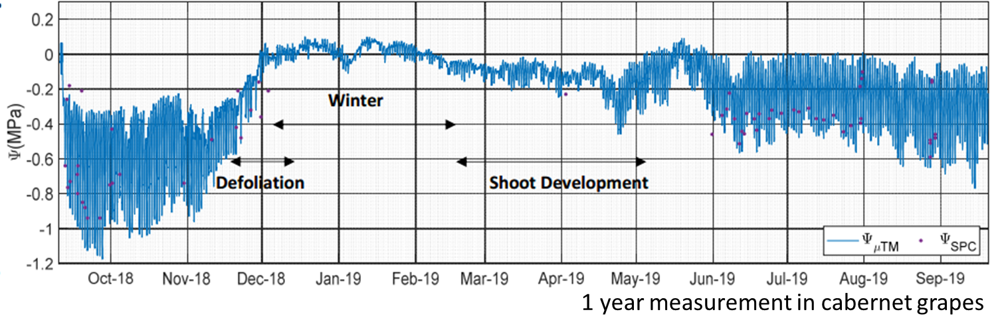 0.2
0
-0.2
-0.4
-0.6
-0.8
-1
-1.2
Ψ(MPa)
Winter
Defoliation
Shoot Development
Ψ μTM
Ψ SPC
Oct-18 Nov-18 Dec-18 Jan-19 Feb-19 Mar-19 Apr-19 May-19 Jun-19 Jul-19 Aug-19 Sep-19
1 year measurement in cabernet grapes